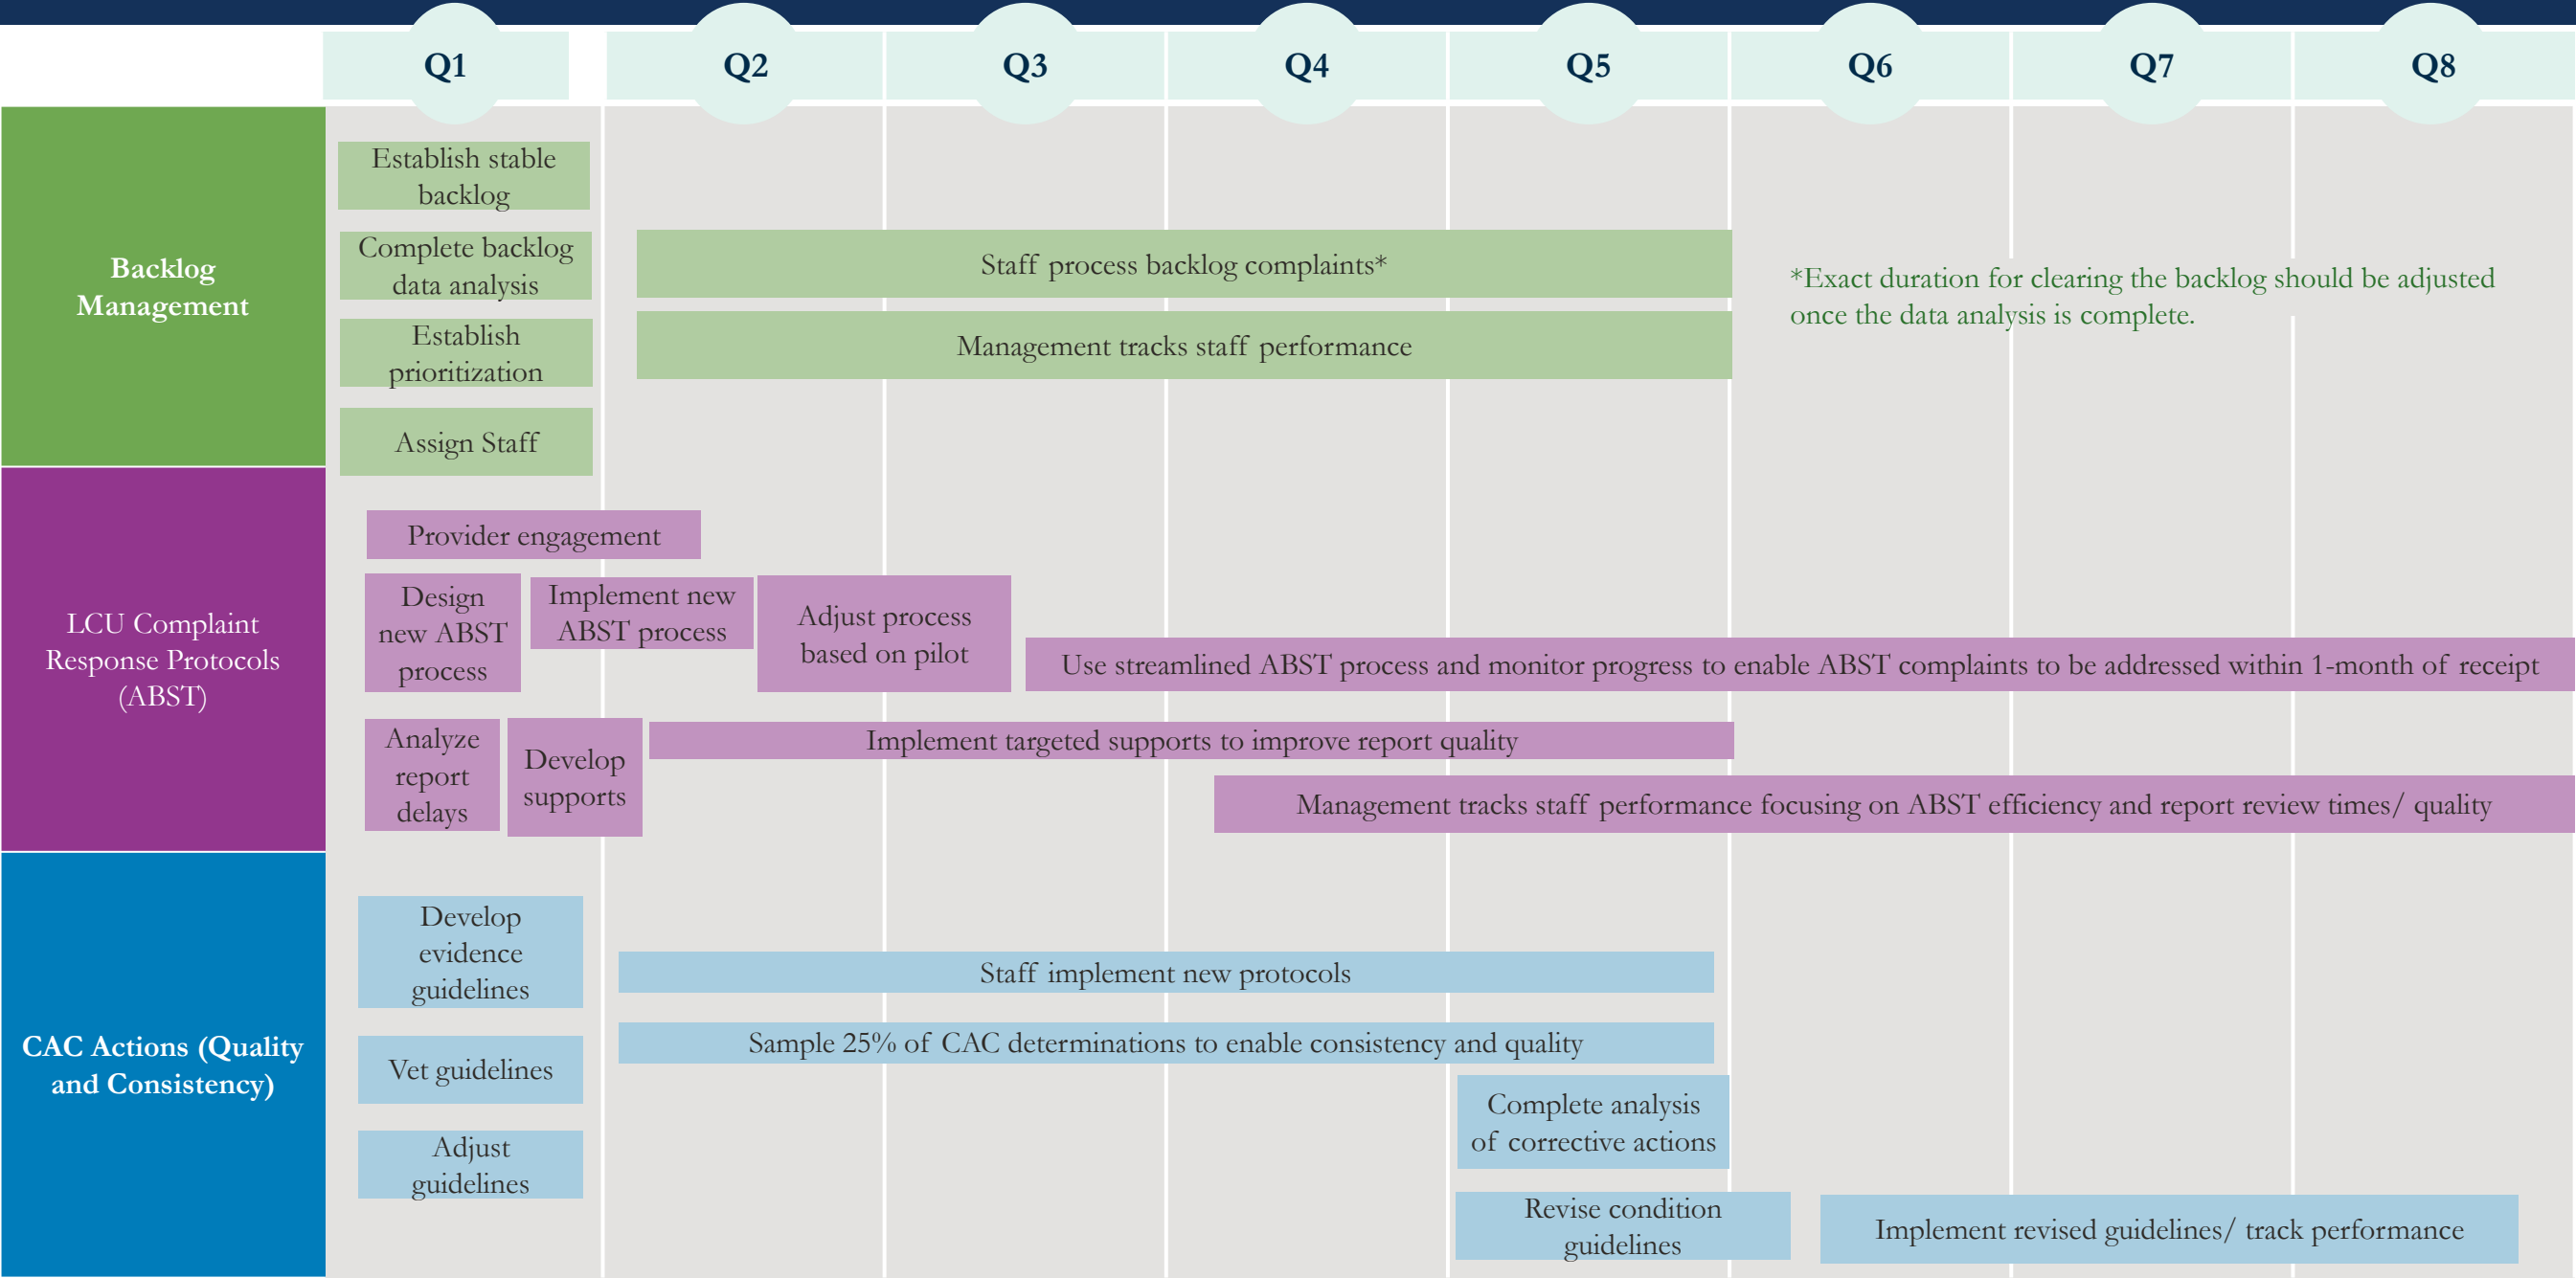 Q1
Q2
Q3
Q4
Q5
Q6
Q7
Q8
Backlog
Management
Establish stable
backlog
Complete backlog
data analysis
Establish
prioritization
Assign Staff
Staff process backlog complaints*
Management tracks staff performance
*Exact duration for clearing the backlog should be adjusted
once the data analysis is complete.
LCU Complaint
Response Protocols
(ABST)
Provider engagement
Design
new ABST
process
Implement new
ABST process
Adjust process
based on pilot
Use streamlined ABST process and monitor progress to enable ABST complaints to be addressed within 1-month of receipt
Analyze
report
delays
Develop
supports
Implement targeted supports to improve report quality
Management tracks staff performance focusing on ABST efficiency and report review times/ quality
CAC Actions (Quality
and Consistency)
Develop
evidence
guidelines
Vet guidelines
Adjust
guidelines
Staff implement new protocols
Sample 25% of CAC determinations to enable consistency and quality
Complete analysis
of corrective actions
Revise condition
guidelines
Implement revised guidelines/ track performance